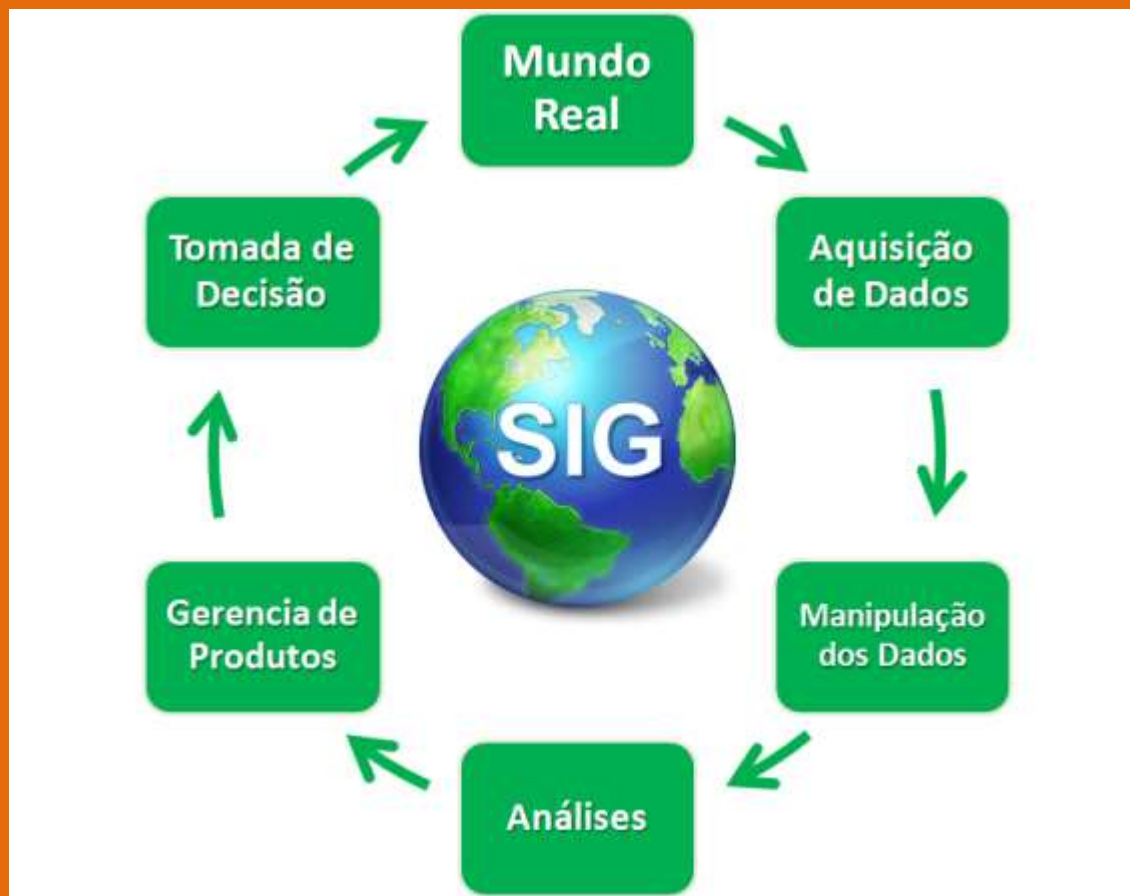 Mundo
Real
Aquisição
de Dados
Manipulação
dos Dados
Análises
Gerencia de
Produtos
Tomada de
Decisão
SIG